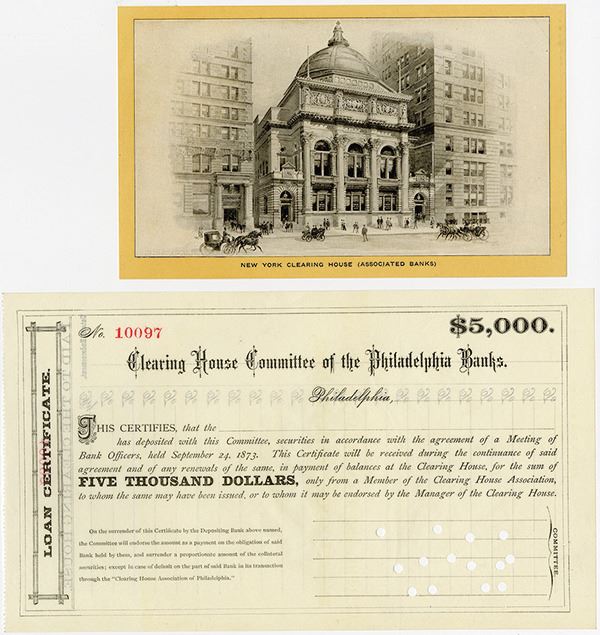 NEW YORK CLEARING HOUSE (ASSOCIATED BANKS)
No. 10097
$5,000.
Clearing House Committee of the Philadelphia Banks.
Philadelphia,
LOAN CERTIFICATE.
THIS CERTIFIES, that the
has deposited with this Committee, securities in accordance with the agreement of a Meeting of
Bank Officers, held September 24, 1873. This Certificate will be received during the continuance of said
agreement and of any renewals of the same, in payment of balances at the Clearing House, for the sum of
FIVE THOUSAND DOLLARS, only from a Member of the Clearing House Association,
to whom the same may have been issued, or to whom it may be endorsed by the Manager of the Clearing House.
On the surrender of this Certificate by the Depositing Bank above named,
the Committee will endorse the amount as a payment on the obligation of said
Bank held by them, and surrender a proportionate amount of the collateral
securities; except in case of default on the part of said Bank in its transaction
through the "Clearing House Association of Philadelphia."
COMMITTEE.